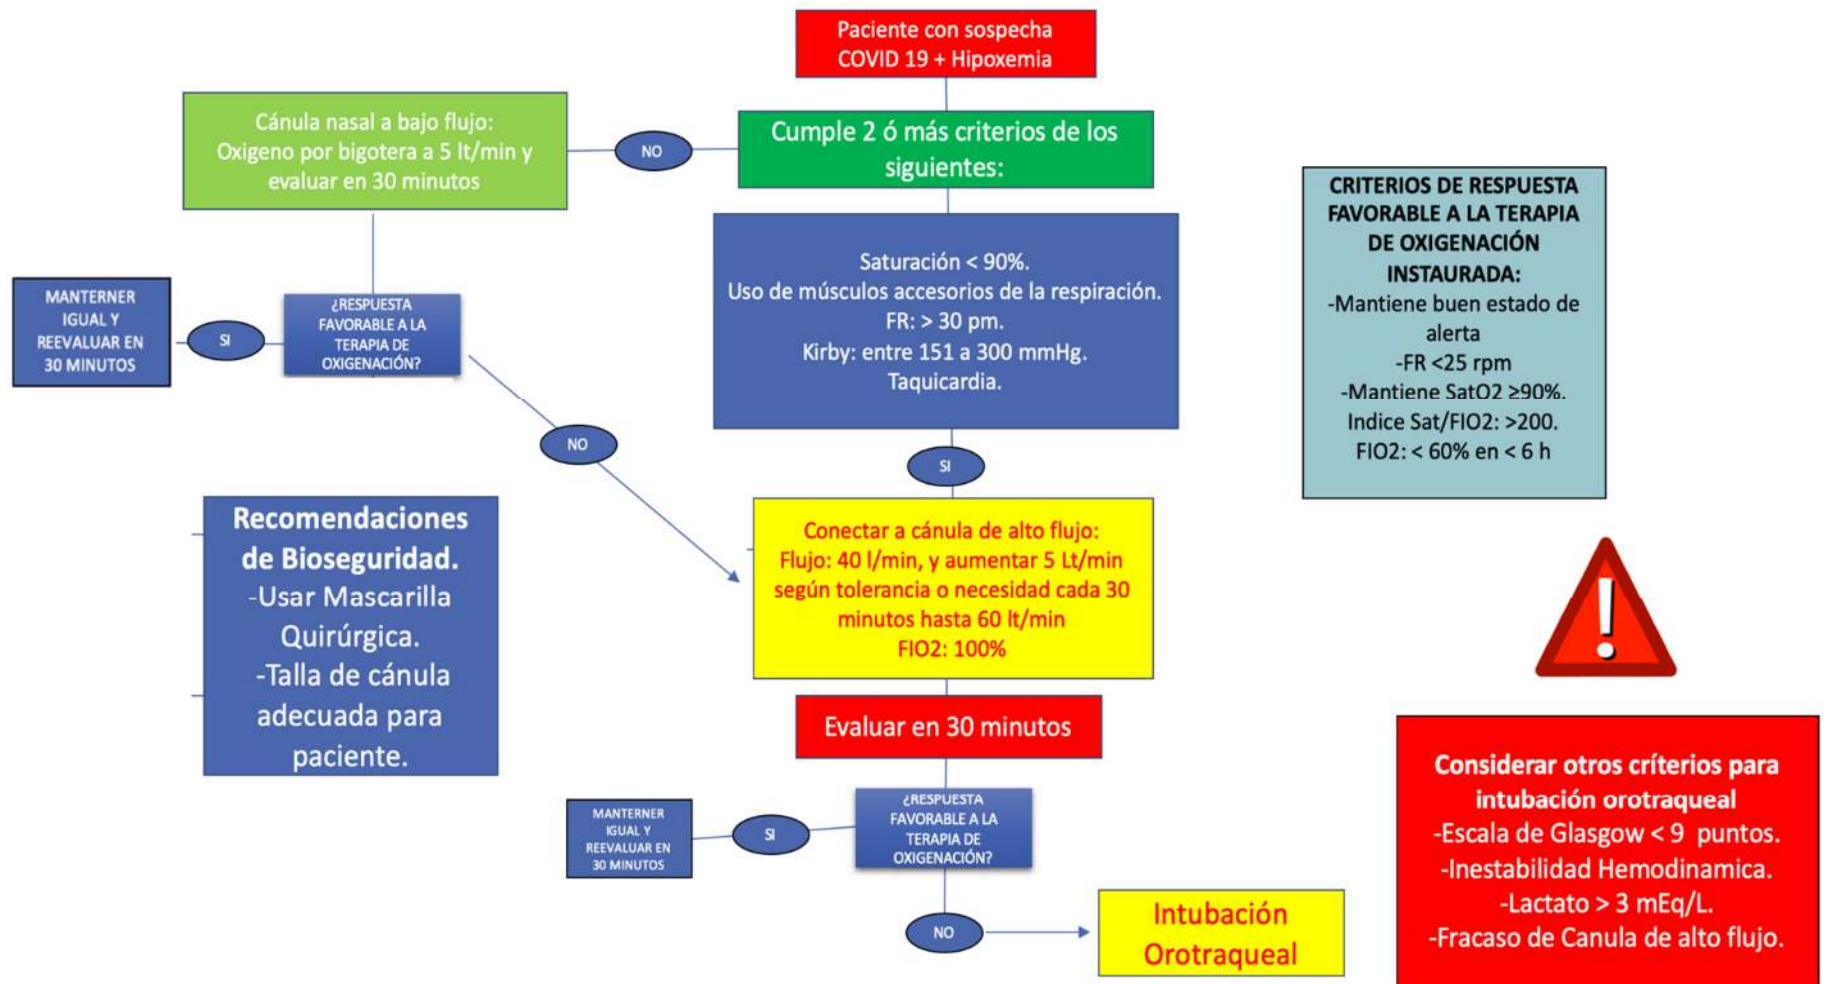 Paciente con sospecha
COVID 19 + Hipoxemia
Cánula nasal a bajo flujo:
Oxigeno por bigotera a 5 lt/min y
evaluar en 30 minutos
NO
Cumple 2 ó más criterios de los
siguientes:
Saturación < 90%.
Uso de músculos accesorios de la respiración.
FR: > 30 pm.
Kirby: entre 151 a 300 mmHg.
Taquicardia.
CRITERIOS DE RESPUESTA
FAVORABLE A LA TERAPIA
DE OXIGENACIÓN
INSTAURADA:
-Mantiene buen estado de
alerta
-FR <25 rpm
-Mantiene SatO2 ≥90%.
Indice Sat/FIO2: >200.
FIO2: < 60% en < 6 h
MANTERNER
IGUAL Y
REEVALUAR EN
30 MINUTOS
SI
¿RESPUESTA
FAVORABLE A LA
TERAPIA DE
OXIGENACIÓN?
NO
SI
Recomendaciones
de Bioseguridad.
-Usar Mascarilla
Quirúrgica.
-Talla de cánula
adecuada para
paciente.
Conectar a cánula de alto flujo:
Flujo: 40 l/min, y aumentar 5 Lt/min
según tolerancia o necesidad cada 30
minutos hasta 60 lt/min
FIO2: 100%
Evaluar en 30 minutos
MANTERNER
IGUAL Y
REEVALUAR EN
30 MINUTOS
SI
¿RESPUESTA
FAVORABLE A LA
TERAPIA DE
OXIGENACIÓN?
NO
Intubación
Orotraqueal
Considerar otros críterios para
intubación orotraqueal
-Escala de Glasgow < 9 puntos.
-Inestabilidad Hemodinamica.
-Lactato > 3 mEq/L.
-Fracaso de Canula de alto flujo.